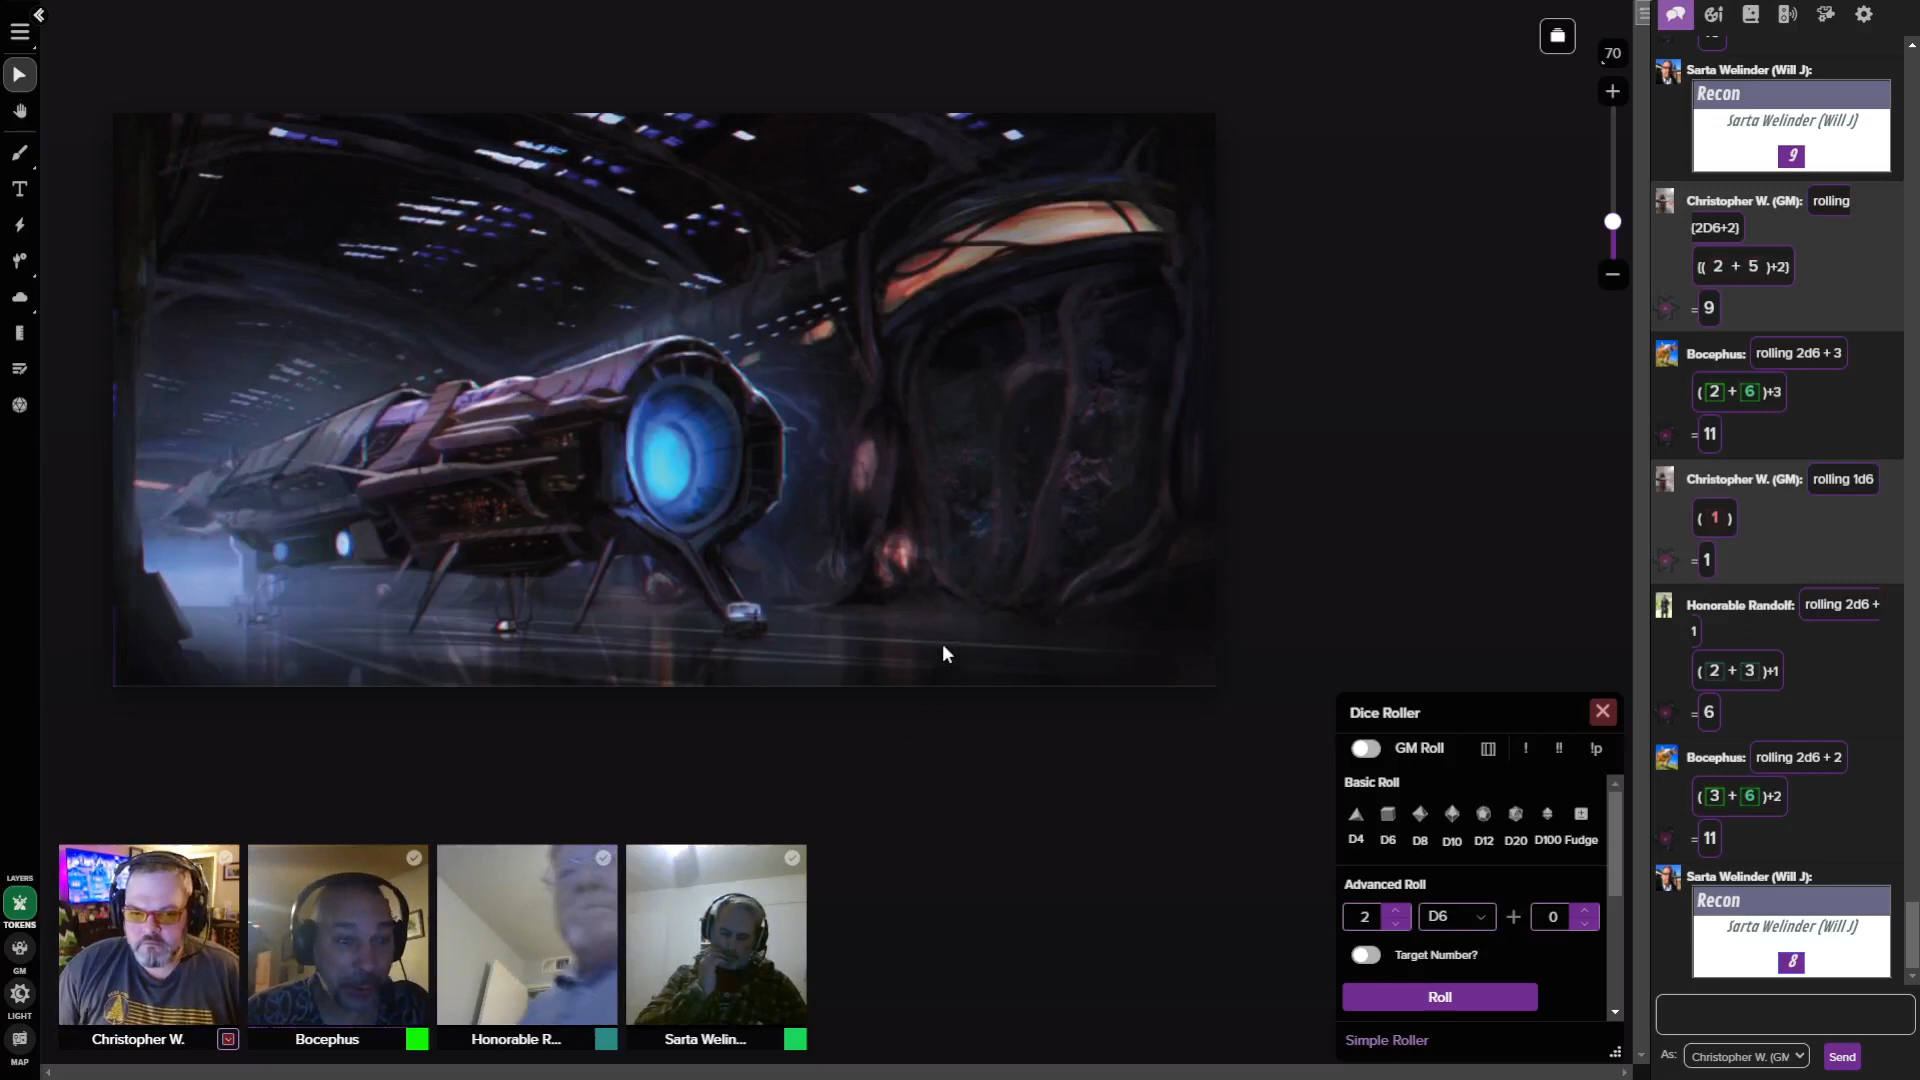 70
Sarta Welinder (Will J):
Recon
Sarta Welinder (Will J)
9
Christopher W. (GM): rolling
{2D6+2}
{( 2 + 5 )+2}
=9
Bocephus: rolling 2d6 + 3
( 2 + 6 )+3
=11
Christopher W. (GM): rolling 1d6
( 1 )
=1
Honorable Randolf: rolling 2d6 +
1
( 2 + 3 )+1
=6
Bocephus: rolling 2d6 + 2
( 3 + 6 )+2
=11
Sarta Welinder (Will J):
Recon
Sarta Welinder (Will J)
8
As: Christopher W. (GM
Send
Dice Roller
GM Roll ! !! !p
Basic Roll
D4 D6 D8 D10 D12 D20 D100 Fudge
Advanced Roll
2 D6 + 0
Target Number?
Roll
Simple Roller
LAYERS
TOKENS
GM
LIGHT
MAP
Christopher W.
Bocephus
Honorable R...
Sarta Welin...